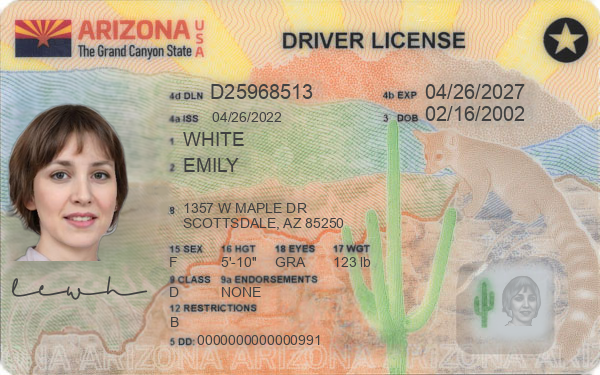 ARIZONA USA
The Grand Canyon State
DRIVER LICENSE
4d DLN D25968513
4b EXP 04/26/2027
4a ISS 04/26/2022
3 DOB 02/16/2002
1 WHITE
2 EMILY
8 1357 W MAPLE DR
SCOTTSDALE, AZ 85250
15 SEX 16 HGT 18 EYES 17 WGT
F 5'-10" GRA 123 lb
9 CLASS 9a ENDORSEMENTS
D NONE
12 RESTRICTIONS
B
5 DD: 0000000000000991
ARIZONA ARIZONA ARIZONA ARIZONA